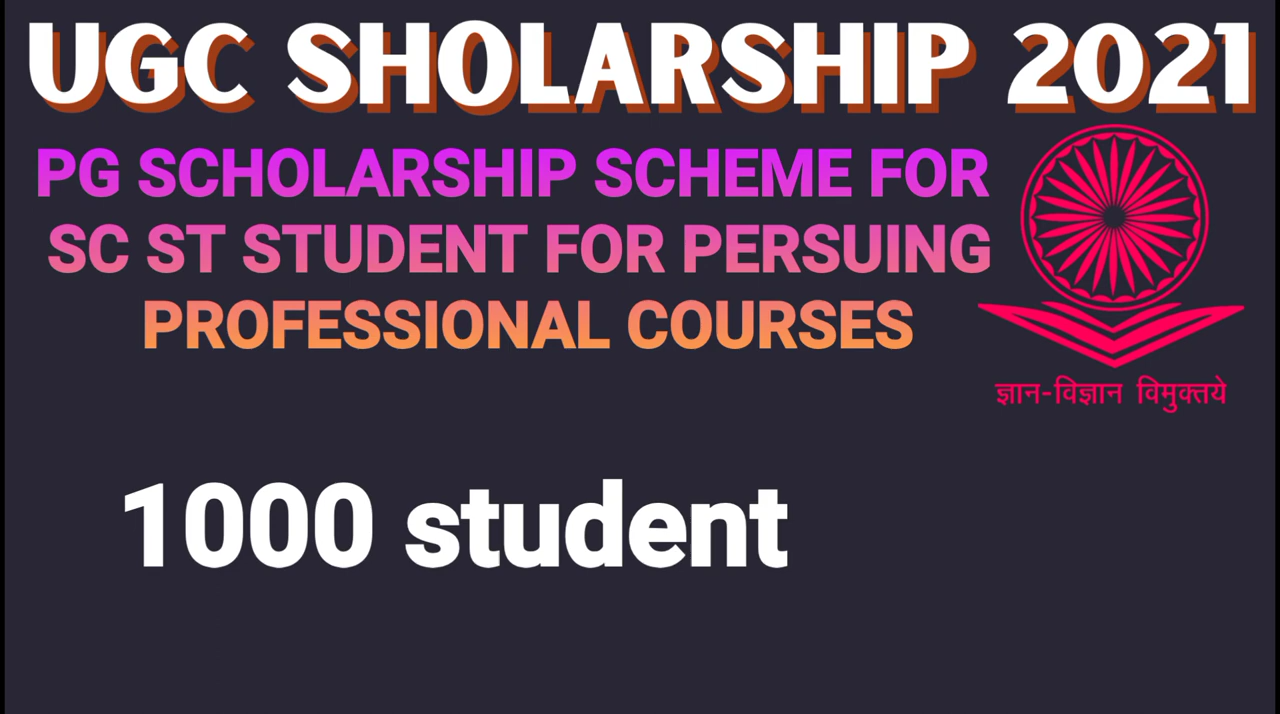 UGC SHOLARSHIP 2021
PG SCHOLARSHIP SCHEME FOR
SC ST STUDENT FOR PERSUING
PROFESSIONAL COURSES
ज्ञान-विज्ञान विमुक्तये
1000 student